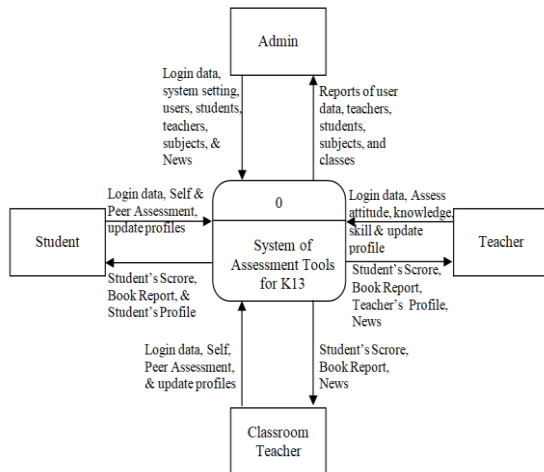 Admin
Login data,
system setting,
users, students,
teachers,
subjects, &
News
Reports of user
data, teachers,
students,
subjects, and
classes
Login data, Self &
Peer Assessment,
update profiles
0
Login data, Assess
attitude, knowledge,
skill & update
profile
Student
System of
Assessment Tools
for K13
Teacher
Student's Scrore,
Book Report, &
Student's Profile
Student's Scrore,
Book Report,
Teacher's Profile,
News
Login data, Self,
Peer Assessment,
& update profiles
Student's Scrore,
Book Report,
News
Classroom
Teacher